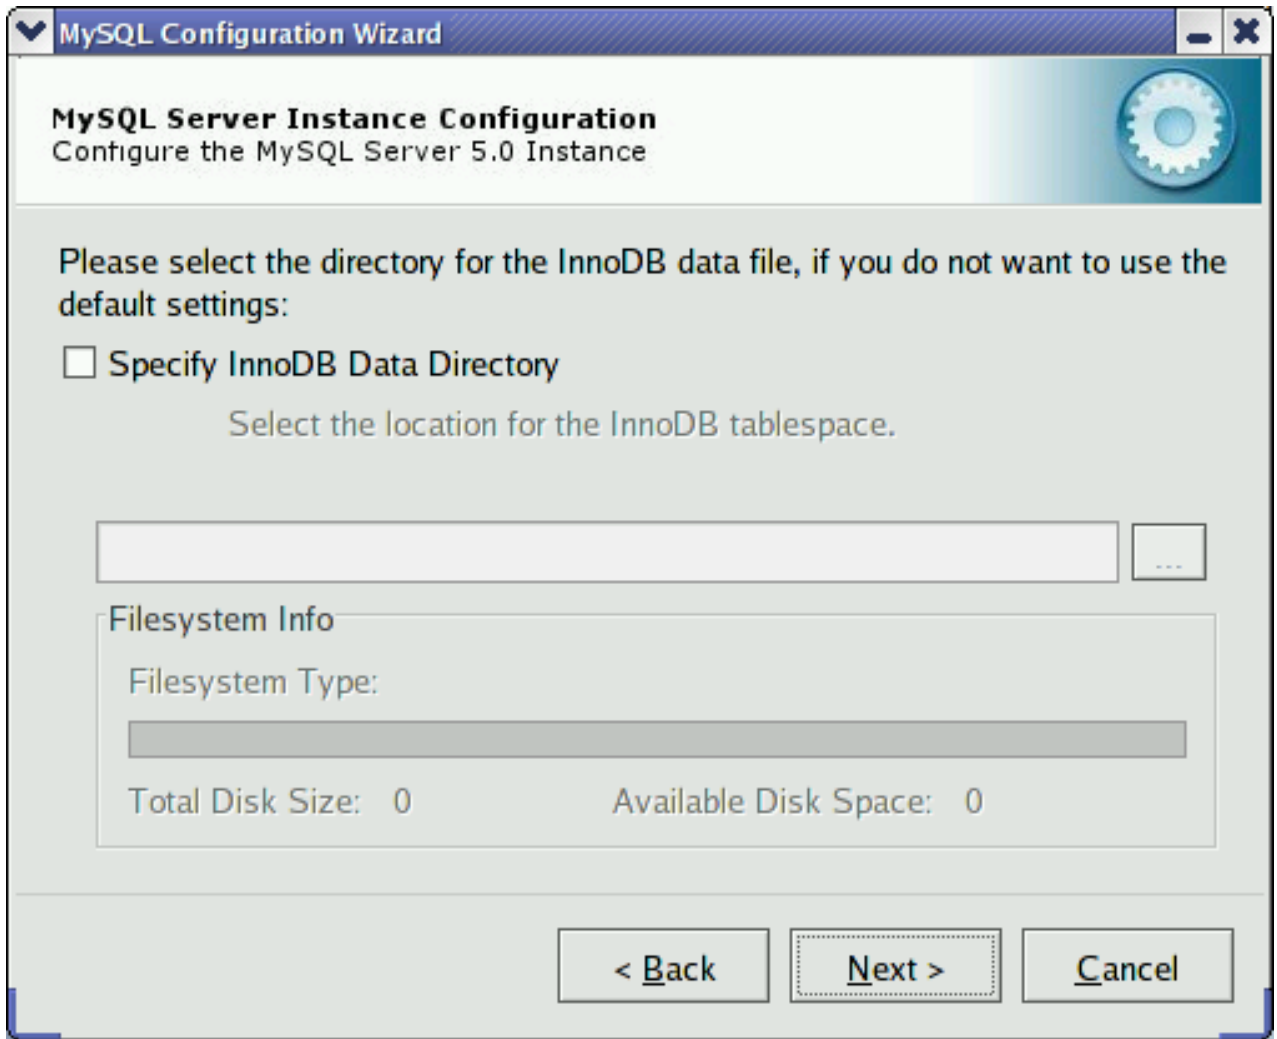 MySQL Configuration Wizard
MySQL Server Instance Configuration
Configure the MySQL Server 5.0 Instance
Please select the directory for the InnoDB data file, if you do not want to use the
default settings:
Specify InnoDB Data Directory
Select the location for the InnoDB tablespace.
...
Filesystem Info
Filesystem Type:
Total Disk Size: 0 Available Disk Space: 0
< Back Next > Cancel